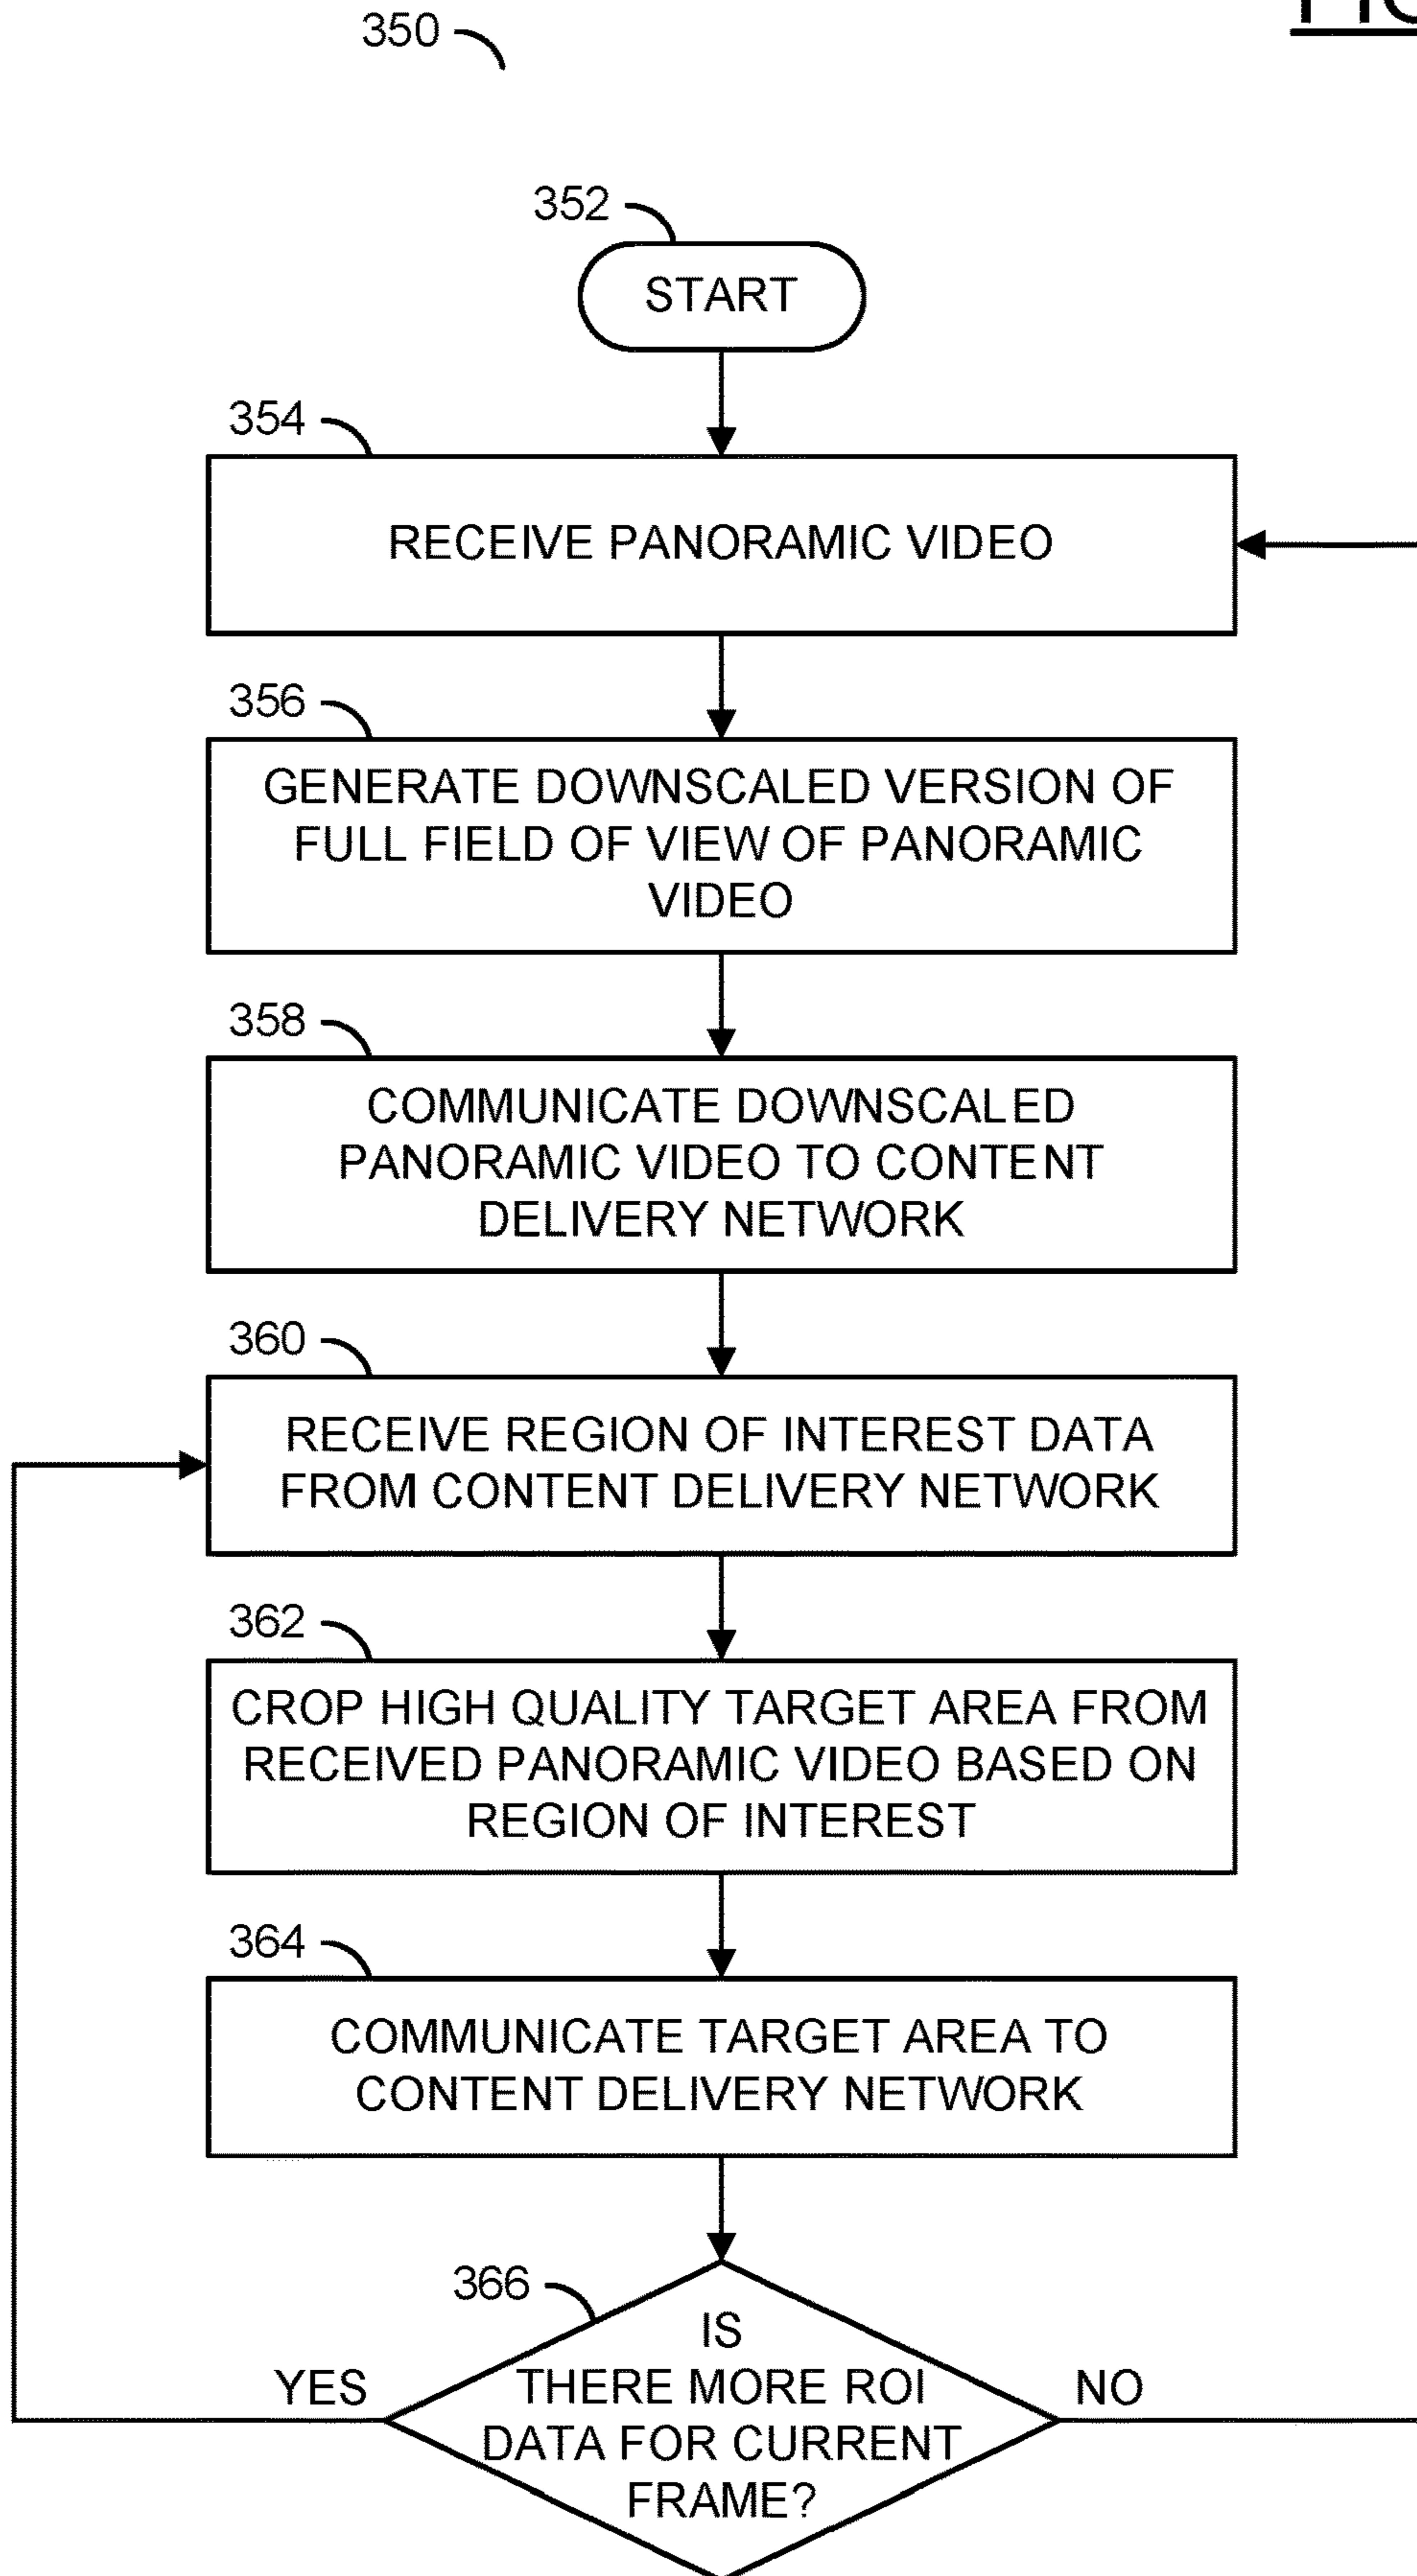 350
352
START
354
RECEIVE PANORAMIC VIDEO
356
GENERATE DOWNSCALED VERSION OF
FULL FIELD OF VIEW OF PANORAMIC
VIDEO
358
COMMUNICATE DOWNSCALED
PANORAMIC VIDEO TO CONTENT
DELIVERY NETWORK
360
RECEIVE REGION OF INTEREST DATA
FROM CONTENT DELIVERY NETWORK
362
CROP HIGH QUALITY TARGET AREA FROM
RECEIVED PANORAMIC VIDEO BASED ON
REGION OF INTEREST
364
COMMUNICATE TARGET AREA TO
CONTENT DELIVERY NETWORK
366
IS
THERE MORE ROI
DATA FOR CURRENT
FRAME?
YES
NO